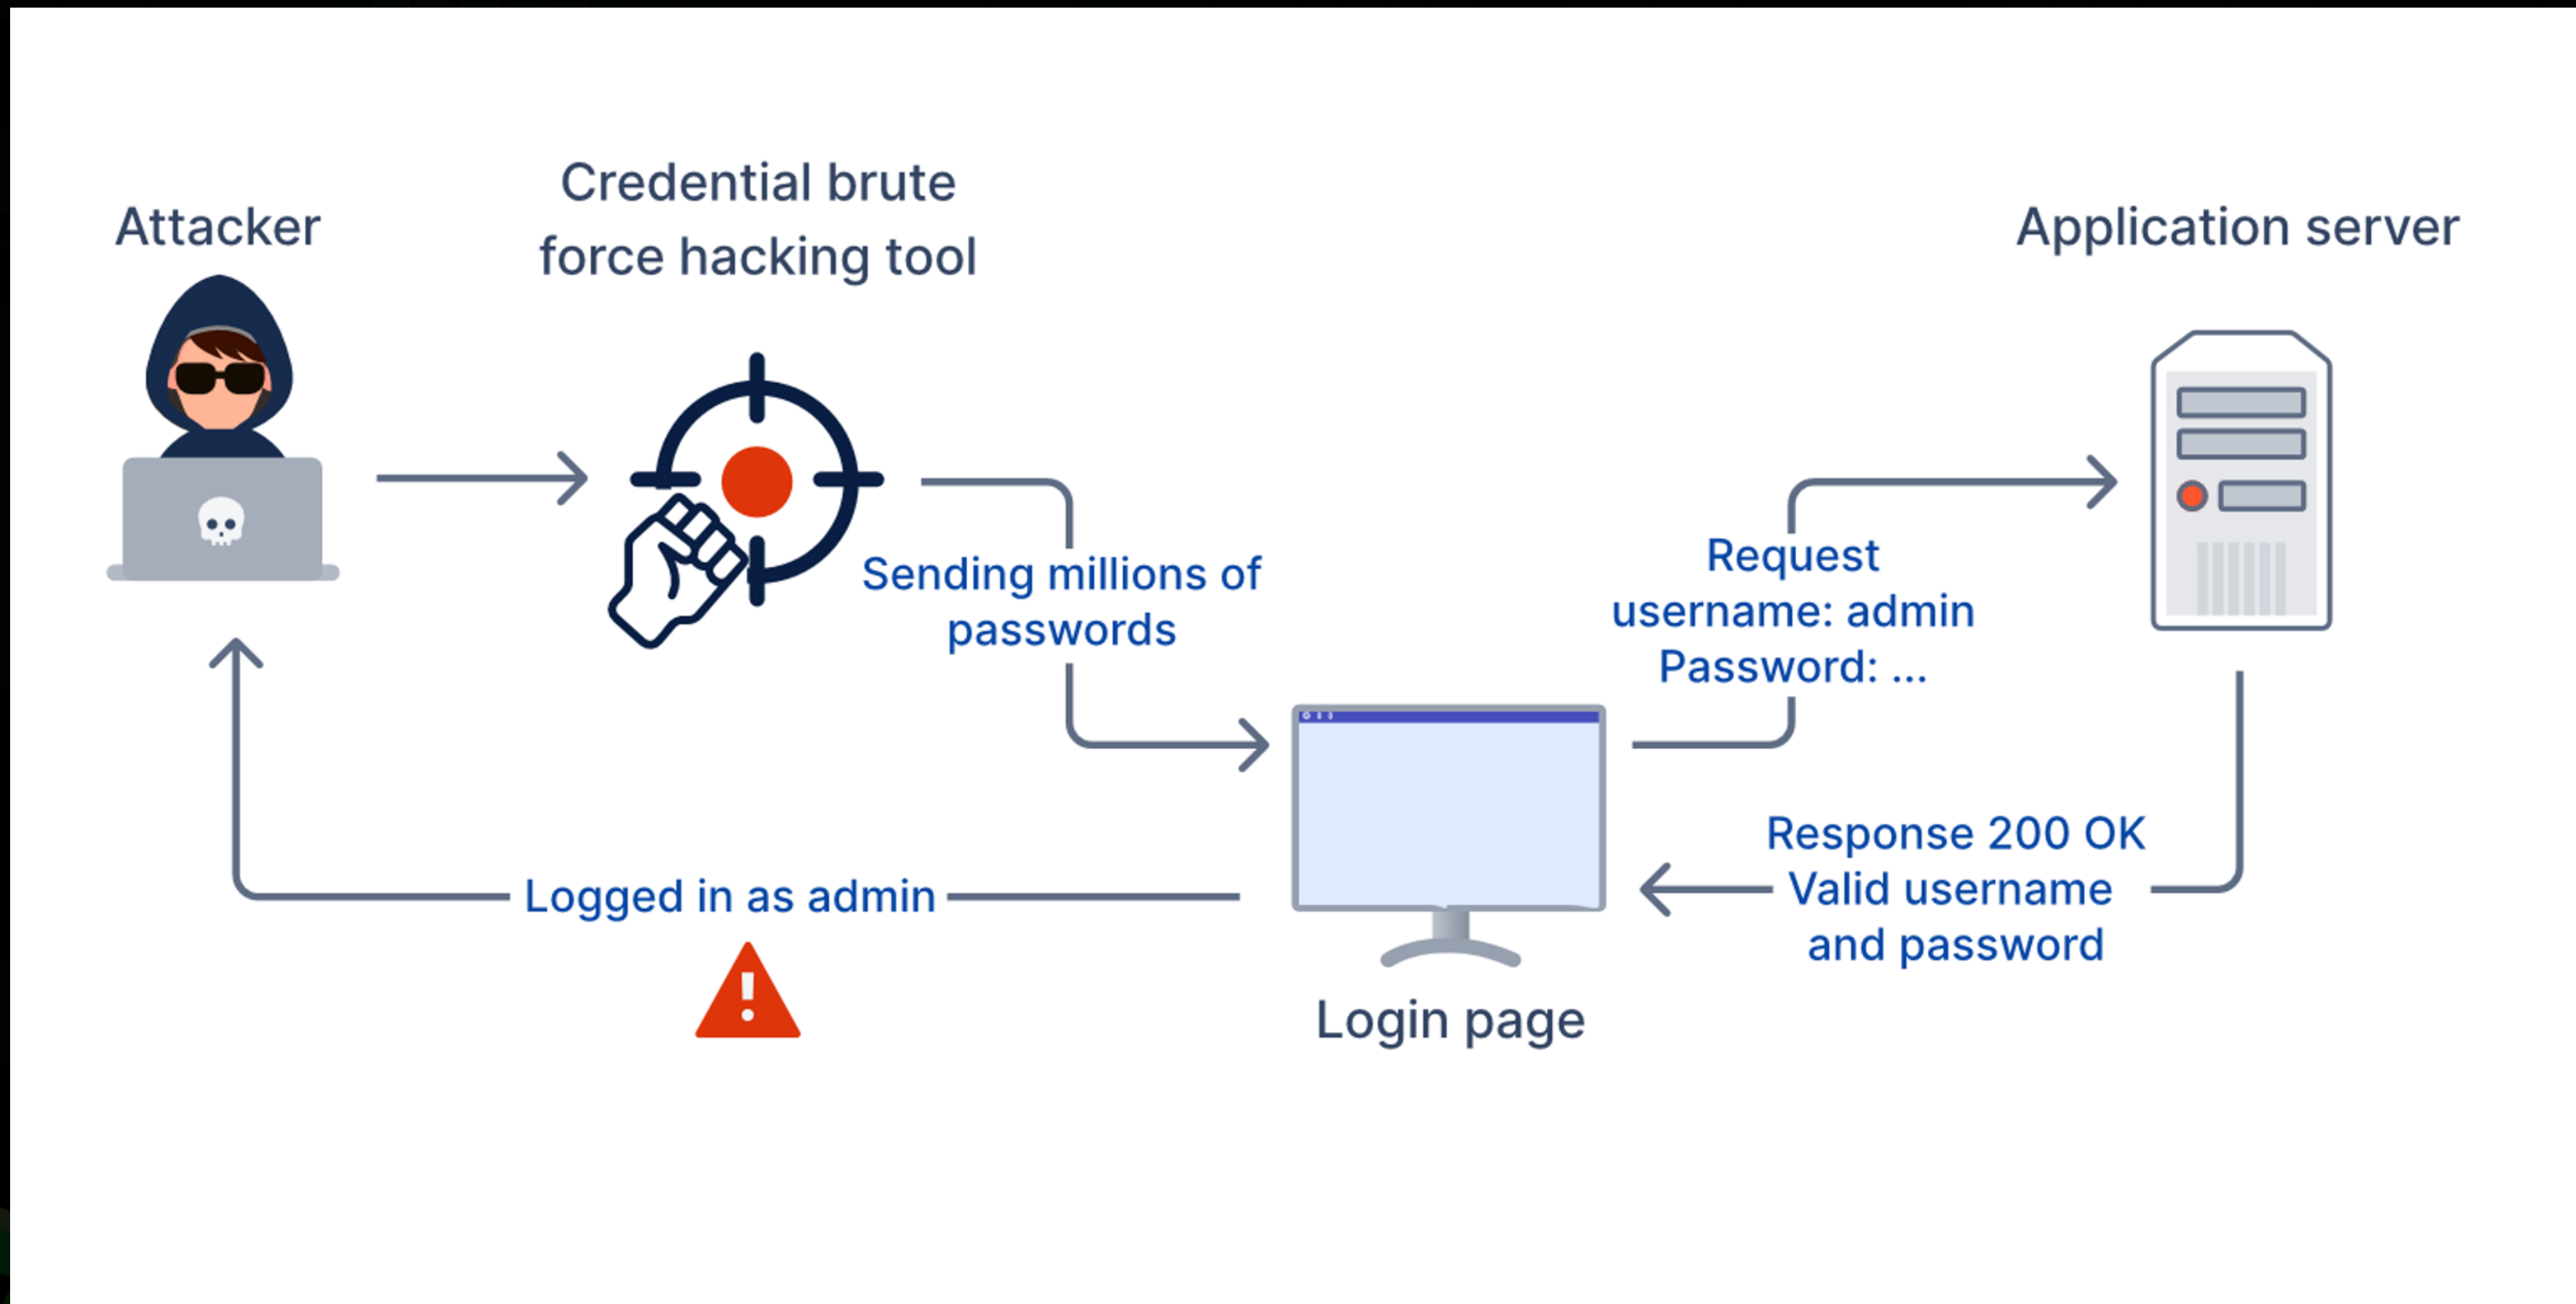 Attacker
Credential brute
force hacking tool
Application server
Sending millions of
passwords
Request
username: admin
Password: ...
Response 200 OK
Valid username
and password
Logged in as admin
Login page